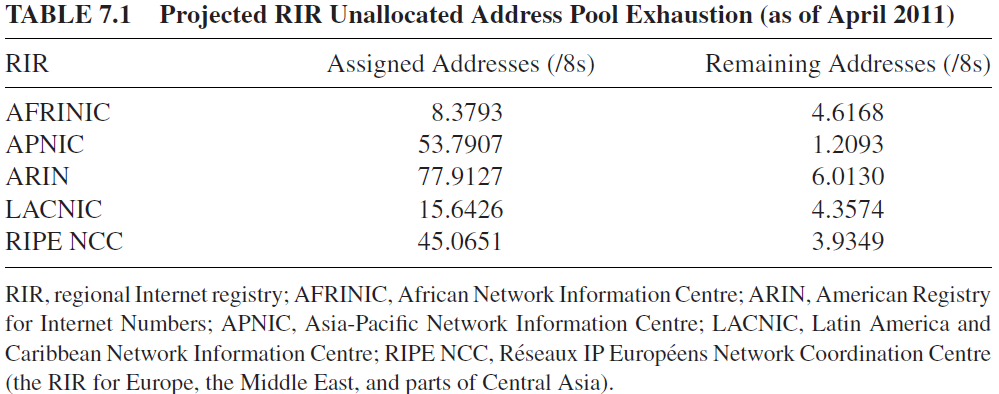 TABLE 7.1 Projected RIR Unallocated Address Pool Exhaustion (as of April 2011)
RIR Assigned Addresses (/8s) Remaining Addresses (/8s)
AFRINIC 8.3793 4.6168
APNIC 53.7907 1.2093
ARIN 77.9127 6.0130
LACNIC 15.6426 4.3574
RIPE NCC 45.0651 3.9349
RIR, regional Internet registry; AFRINIC, African Network Information Centre; ARIN, American Registry
for Internet Numbers; APNIC, Asia-Pacific Network Information Centre; LACNIC, Latin America and
Caribbean Network Information Centre; RIPE NCC, Réseaux IP Européens Network Coordination Centre
(the RIR for Europe, the Middle East, and parts of Central Asia).